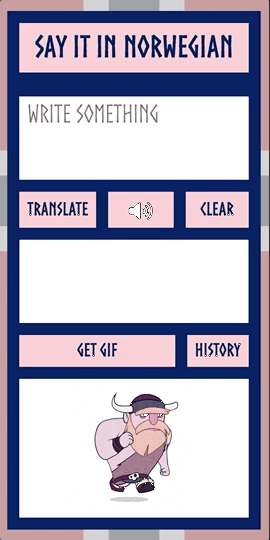 SAY IT IN NORWEGIAN
WRITE SOMETHING
TRANSLATE
CLEAR
GET GIF
HISTORY